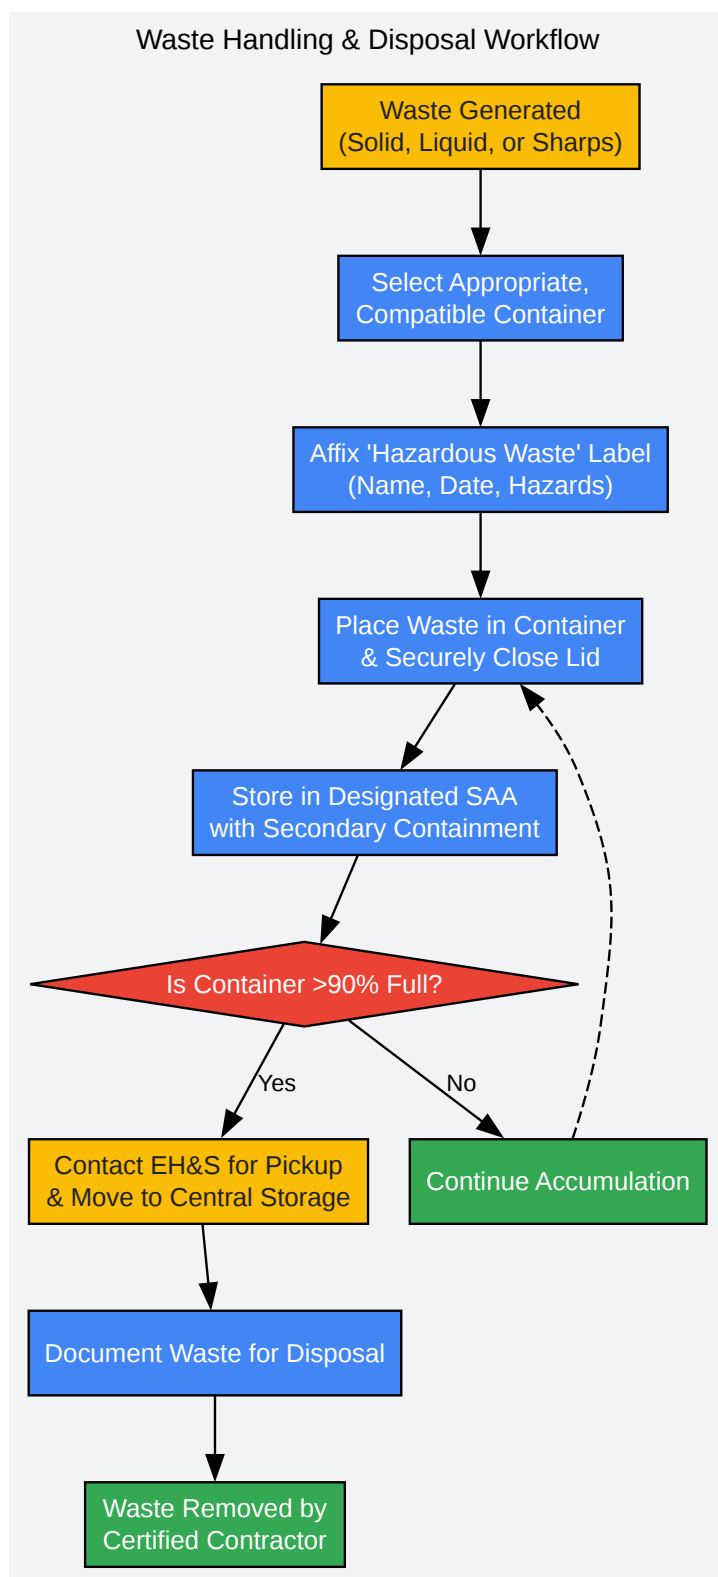 Waste Handling & Disposal Workflow
Waste Generated
(Solid, Liquid, or Sharps)
Select Appropriate,
Compatible Container
Affix 'Hazardous Waste' Label
(Name, Date, Hazards)
Place Waste in Container
& Securely Close Lid
Store in Designated SAA
with Secondary Containment
Is Container >90% Full?
Yes
No
Contact EH&S for Pickup
& Move to Central Storage
Continue Accumulation
Document Waste for Disposal
Waste Removed by
Certified Contractor